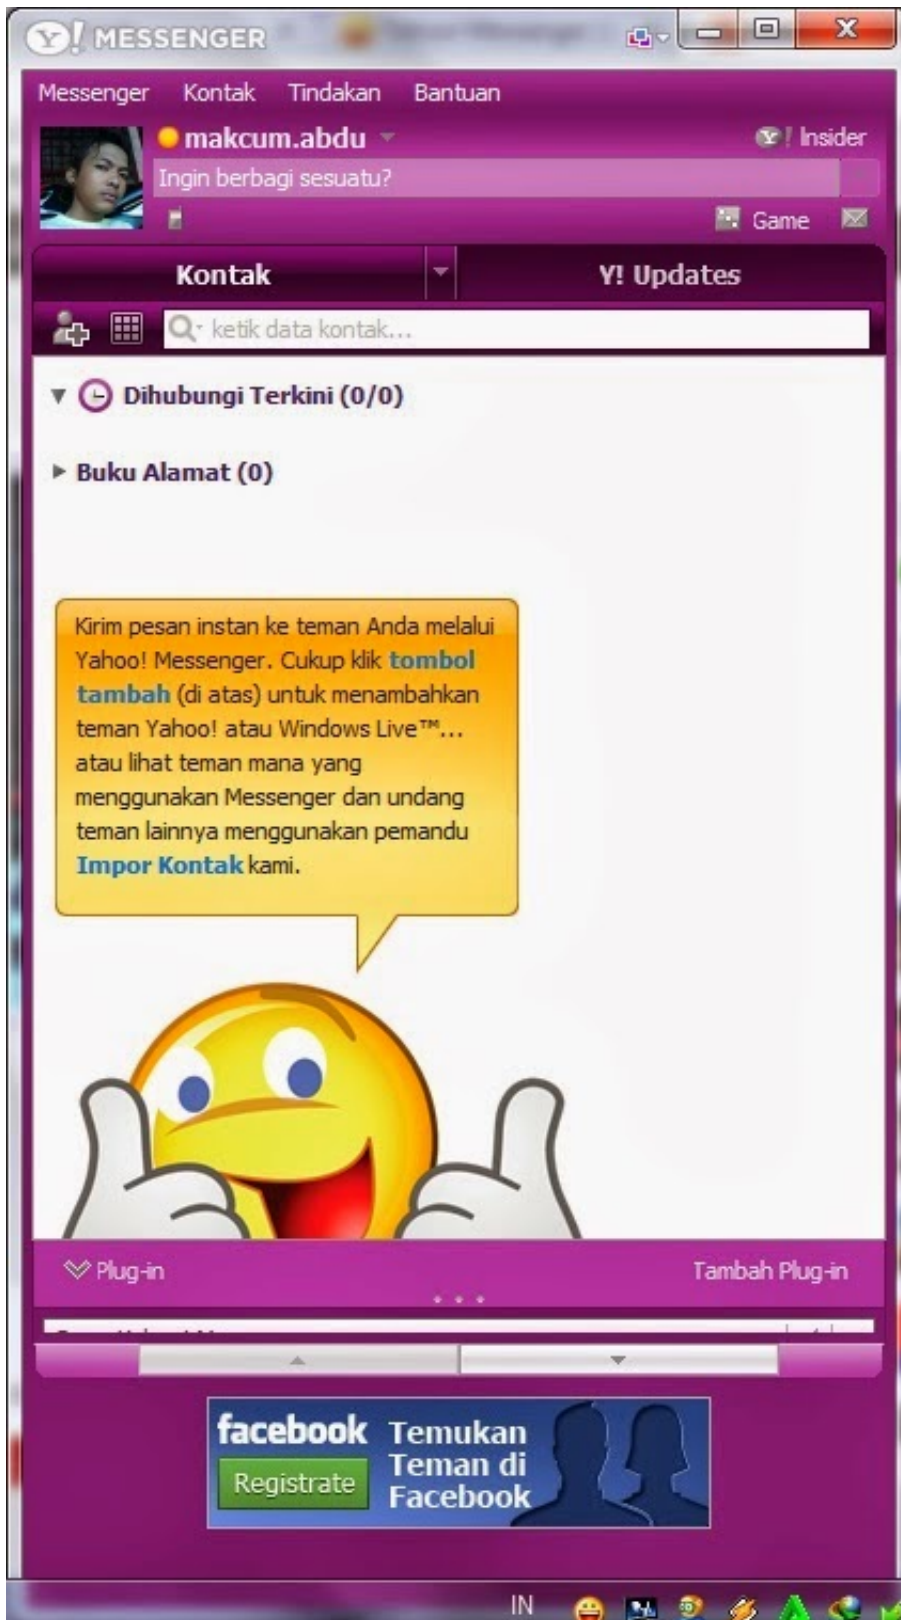 Y! MESSENGER
Messenger Kontak Tindakan Bantuan
makcum.abdu
Y! Insider
Ingin berbagi sesuatu?
Game
Kontak
Y! Updates
ketik data kontak...
Dihubungi Terkini (0/0)
Buku Alamat (0)
Kirim pesan instan ke teman Anda melalui
Yahoo! Messenger. Cukup klik tombol
tambah (di atas) untuk menambahkan
teman Yahoo! atau Windows Live™...
atau lihat teman mana yang
menggunakan Messenger dan undang
teman lainnya menggunakan pemandu
Impor Kontak kami.
Plug-in
Tambah Plug-in
facebook
Registrate
Temukan
Teman di
Facebook
IN